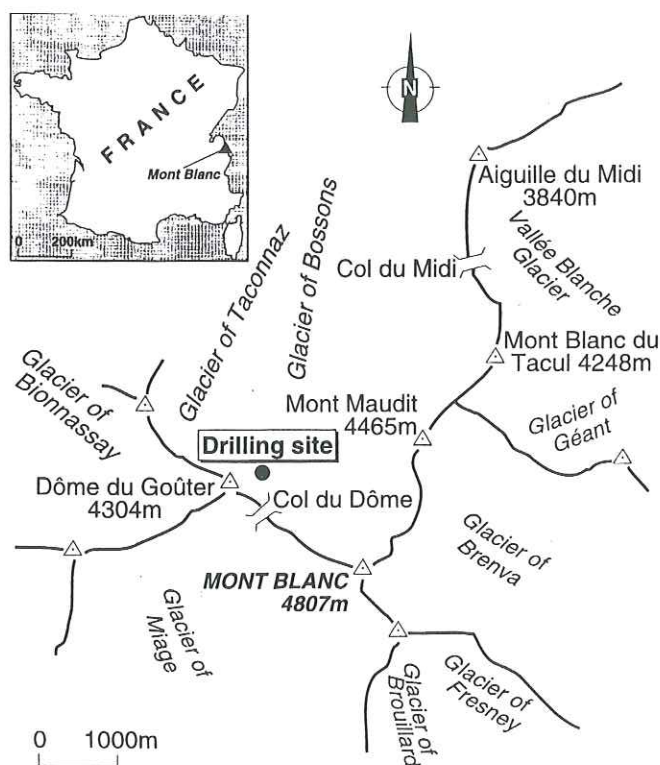 FRANCE
Mont Blanc
0 200km
N
Aiguille du Midi
3840m
Vallée Blanche
Glacier
Col du Midi
Glacier of Taconnaz
Glacier of Bossons
Mont Blanc du
Tacul 4248m
Glacier of
Bionnassay
Mont Maudit
4465m
Glacier of
Géant
Drilling site
Dôme du Goûter
4304m
Col du Dôme
Glacier of
Brenva
MONT BLANC
4807m
Glacier of
Miage
Glacier of
Brouillard
Glacier of
Fresney
0 1000m